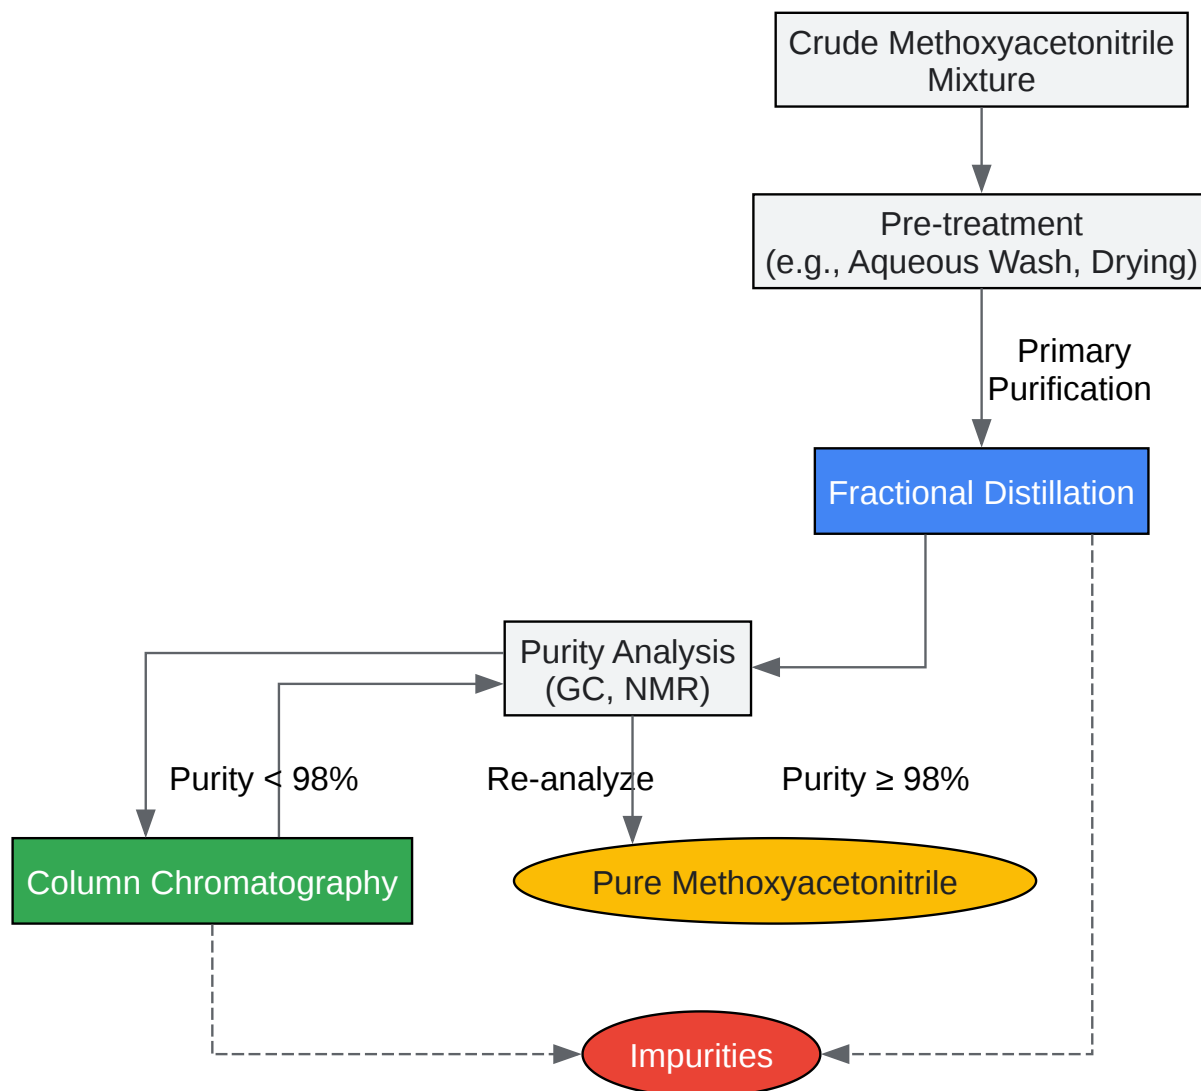 Crude Methoxyacetonitrile
Mixture
Pre-treatment
(e.g., Aqueous Wash, Drying)
Primary
Purification
Fractional Distillation
Purity Analysis
(GC, NMR)
Purity < 98%
Re-analyze
Purity ≥ 98%
Column Chromatography
Pure Methoxyacetonitrile
Impurities